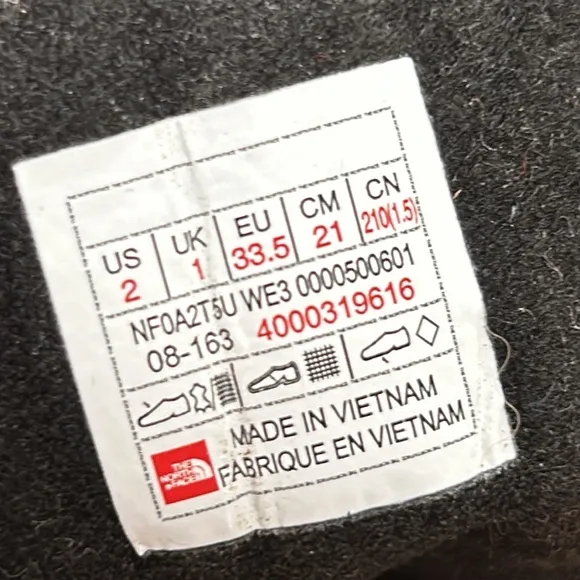 US UK EU CM CN
2 1 33.5 21 210(1.5)
NF0A2T5U WE3 0000500601
08-163 4000319616
MADE IN VIETNAM
FABRIQUE EN VIETNAM
THE
NORTH
FACE